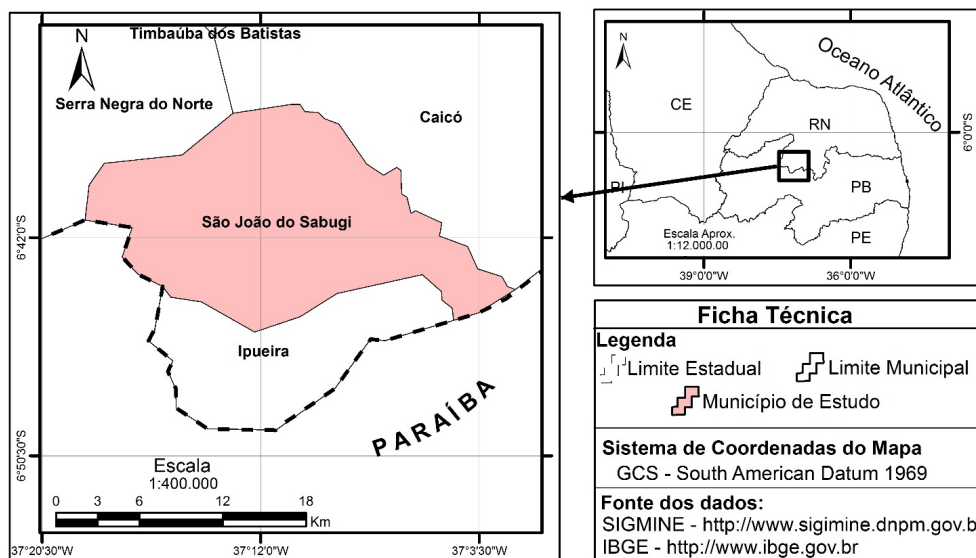 N
Timbaúba dos Batistas
Serra Negra do Norte
Caicó
São João do Sabugi
6°42'0"S
Ipueira
PARAÍBA
6°50'30"S
Escala
1:400.000
0 3 6 12 18
Km
37°20'30"W 37°12'0"W 37°3'30"W
N
Oceano Atlântico
CE
RN
6°0'0"S
PI
PB
PE
Escala Aprox.
1:12.000.00
39°0'0"W 36°0'0"W
Ficha Técnica
Legenda
Limite Estadual Limite Municipal
Município de Estudo
Sistema de Coordenadas do Mapa
GCS - South American Datum 1969
Fonte dos dados:
SIGMINE - http://www.sigimine.dnpm.gov.b
IBGE - http://www.ibge.gov.br